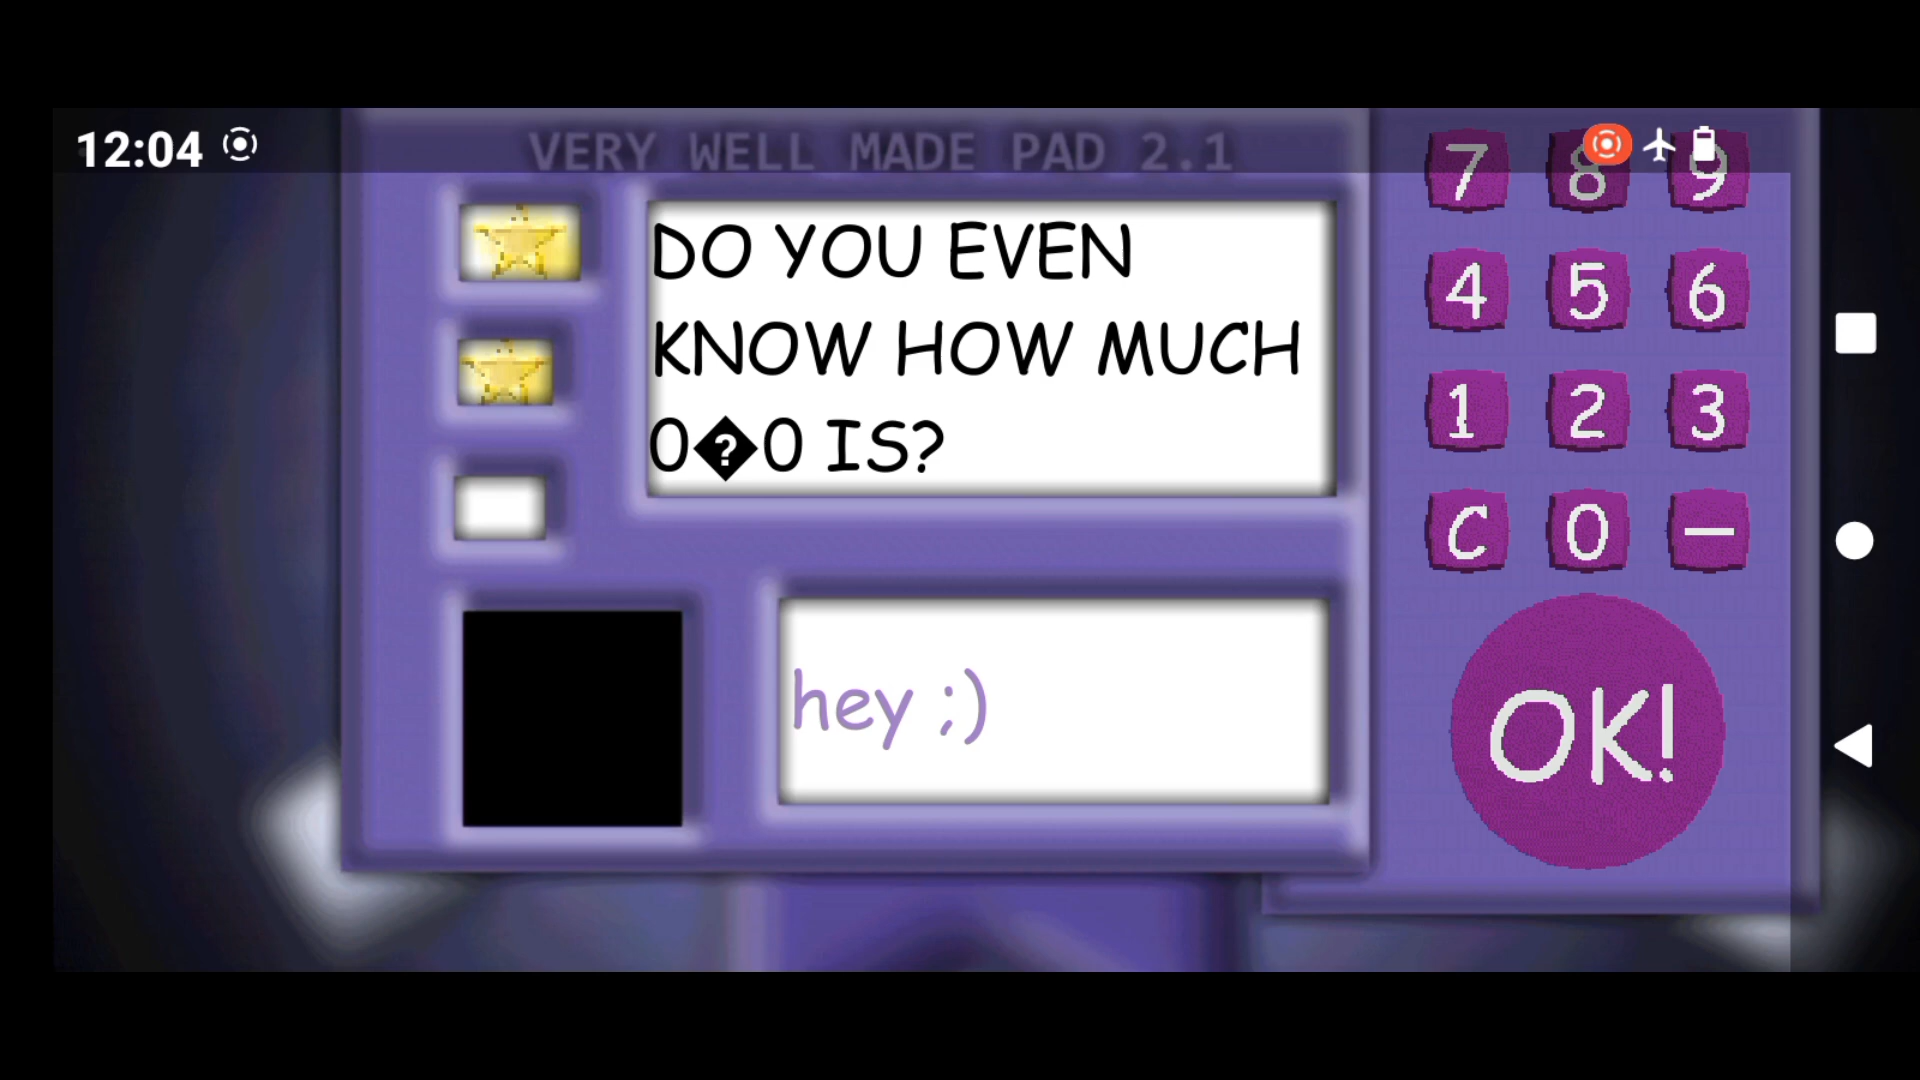 12:04
VERY WELL MADE PAD 2.1
DO YOU EVEN
KNOW HOW MUCH
0�0 IS?
hey ;)
7 8 9
4 5 6
1 2 3
C 0 —
OK!